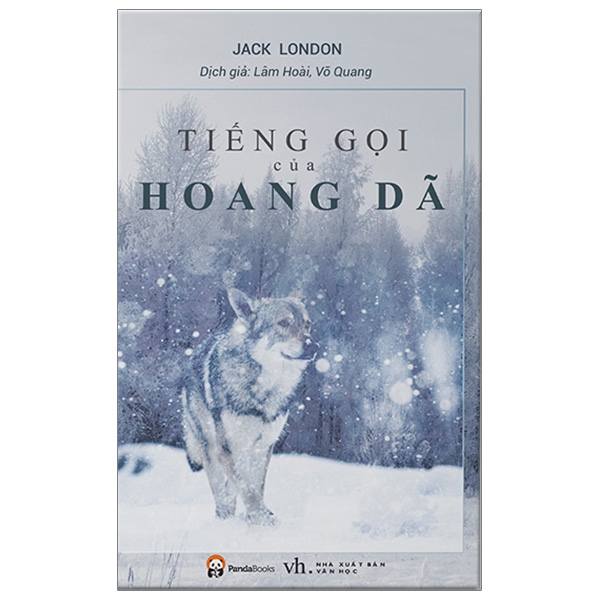 JACK LONDON
Dịch giả: Lâm Hoài, Võ Quang
TIẾNG GỌI
của
HOANG DÃ
PandaBooks
vh.
NHÀ XUẤT BẢN
VĂN HỌC